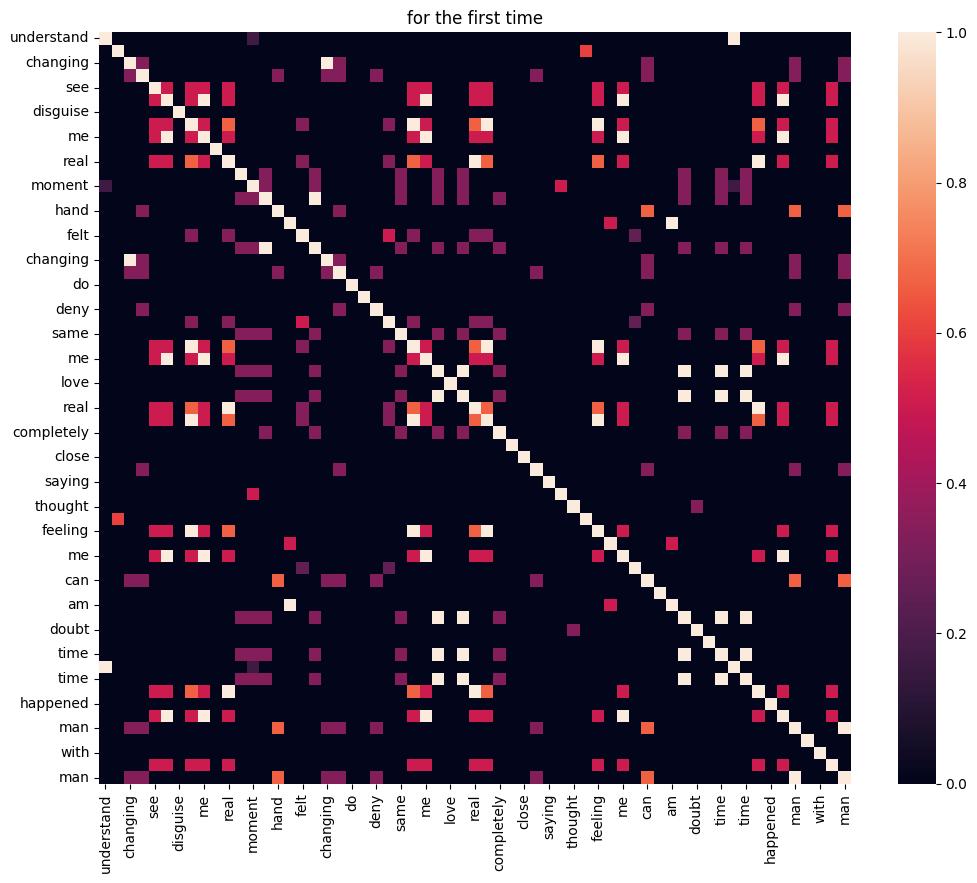 for the first time
understand
changing
see
disguise
me
real
moment
hand
felt
changing
do
deny
same
me
love
real
completely
close
saying
thought
feeling
me
can
am
doubt
time
time
happened
man
with
man
1.0
0.8
0.6
0.4
0.2
0.0
understand
changing
see
disguise
me
real
moment
hand
felt
changing
do
deny
same
me
love
real
completely
close
saying
thought
feeling
me
can
am
doubt
time
time
happened
man
with
man